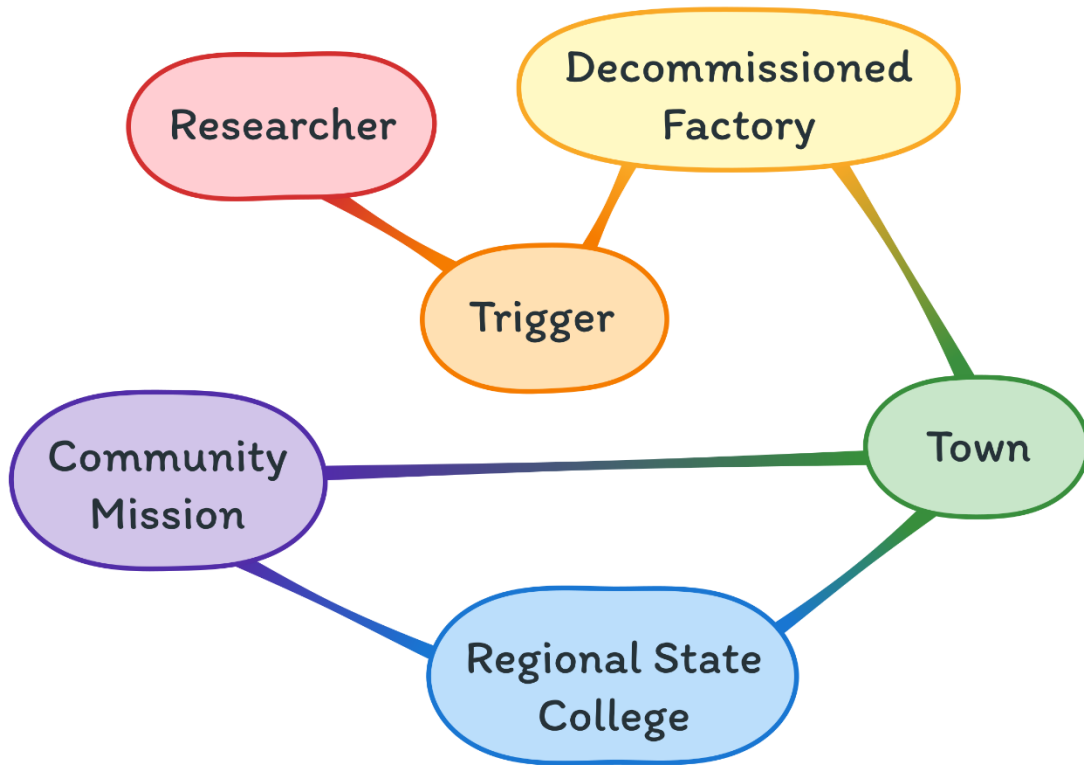 Decommissioned
Factory
Researcher
Trigger
Town
Community
Mission
Regional State
College